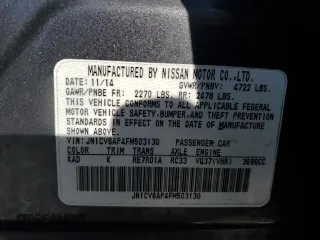 MANUFACTURED BY NISSAN MOTOR CO.,LTD.
DATE: 11/14 GVWR/PNBV: 4722 LBS.
GAWR/PNBE FR: 2270 LBS. RR: 2478 LBS.
THIS VEHICLE CONFORMS TO ALL APPLICABLE FEDERAL
MOTOR VEHICLE SAFETY, BUMPER, AND THEFT PREVENTION
STANDARDS IN EFFECT ON THE DATE OF MANUFACTURE
SHOWN ABOVE.
: JN1CV6AP4FM503130 PASSENGER CAR
COLOR TRIM TRANS AXLE ENGINE
KAD K RE7R01A RC33 VQ37(VHR) 3696CC
JN1CV6AP4FM503130